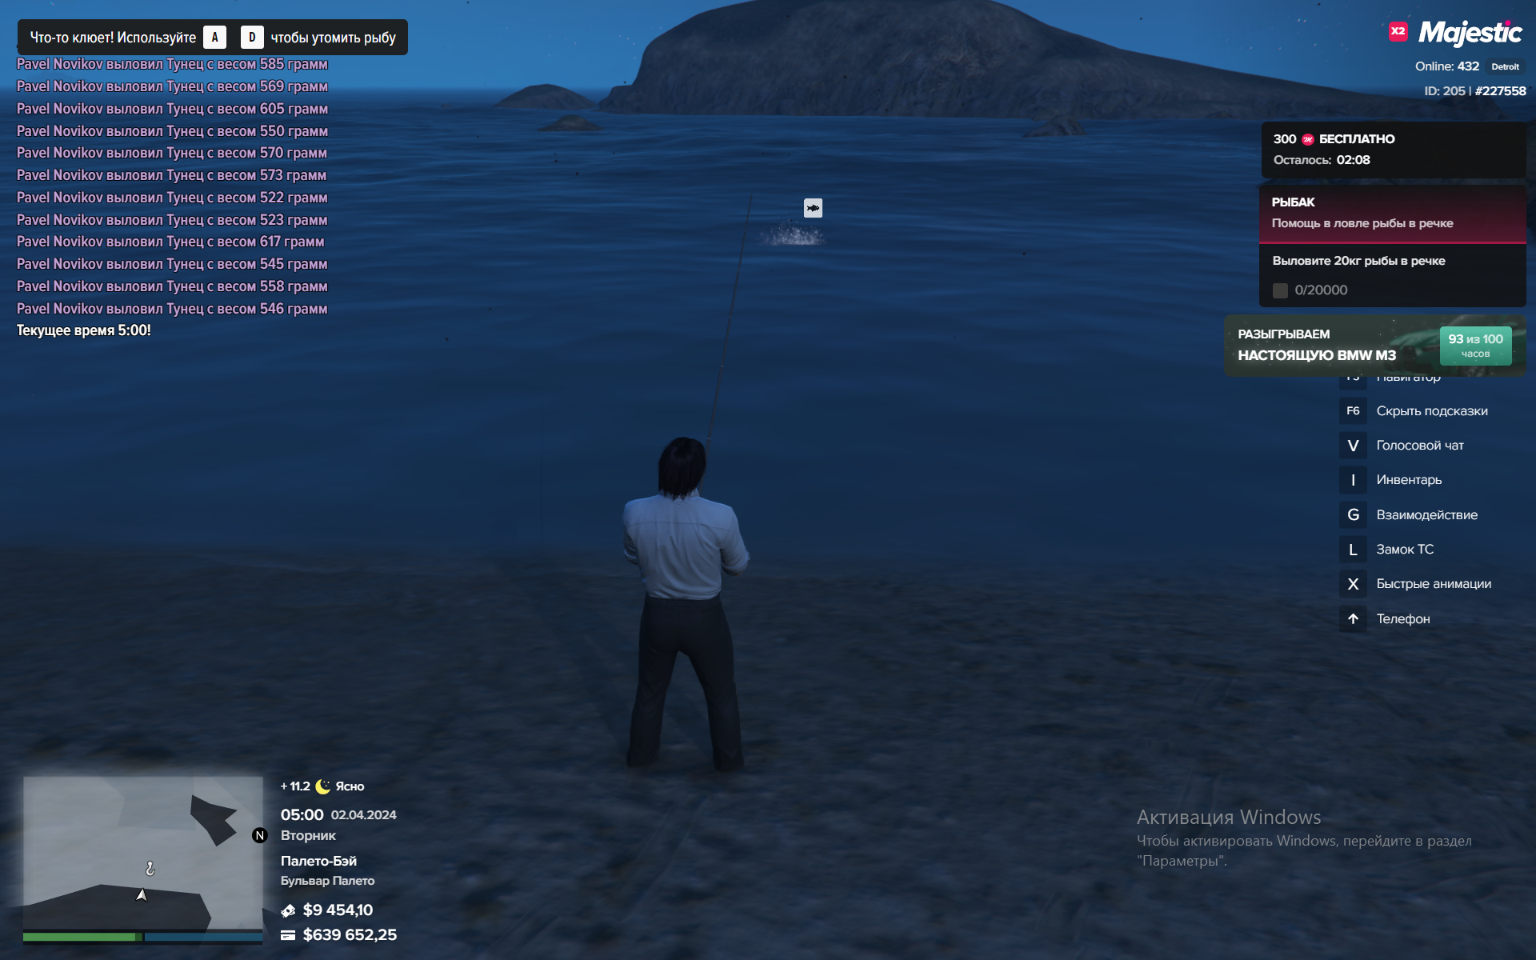 Что-то клюет! Используйте A D чтобы утомить рыбу
Pavel Novikov выловил Тунец с весом 585 грамм
Pavel Novikov выловил Тунец с весом 569 грамм
Pavel Novikov выловил Тунец с весом 605 грамм
Pavel Novikov выловил Тунец с весом 550 грамм
Pavel Novikov выловил Тунец с весом 570 грамм
Pavel Novikov выловил Тунец с весом 573 грамм
Pavel Novikov выловил Тунец с весом 522 грамм
Pavel Novikov выловил Тунец с весом 523 грамм
Pavel Novikov выловил Тунец с весом 617 грамм
Pavel Novikov выловил Тунец с весом 545 грамм
Pavel Novikov выловил Тунец с весом 558 грамм
Pavel Novikov выловил Тунец с весом 546 грамм
Текущее время 5:00!
X2 Majestic
Online: 432 Detroit
ID: 205 | #227558
300 БЕСПЛАТНО
Осталось: 02:08
РЫБАК
Помощь в ловле рыбы в речке
Выловите 20кг рыбы в речке
0/20000
РАЗЫГРЫВАЕМ
НАСТОЯЩУЮ BMW M3
93 из 100
часов
Навигатор
F6 Скрыть подсказки
V Голосовой чат
I Инвентарь
G Взаимодействие
L Замок ТС
X Быстрые анимации
Телефон
Активация Windows
Чтобы активировать Windows, перейдите в раздел
"Параметры".
N
+ 11.2 Ясно
05:00 02.04.2024
Вторник
Палето-Бэй
Бульвар Палето
$9 454,10
$639 652,25